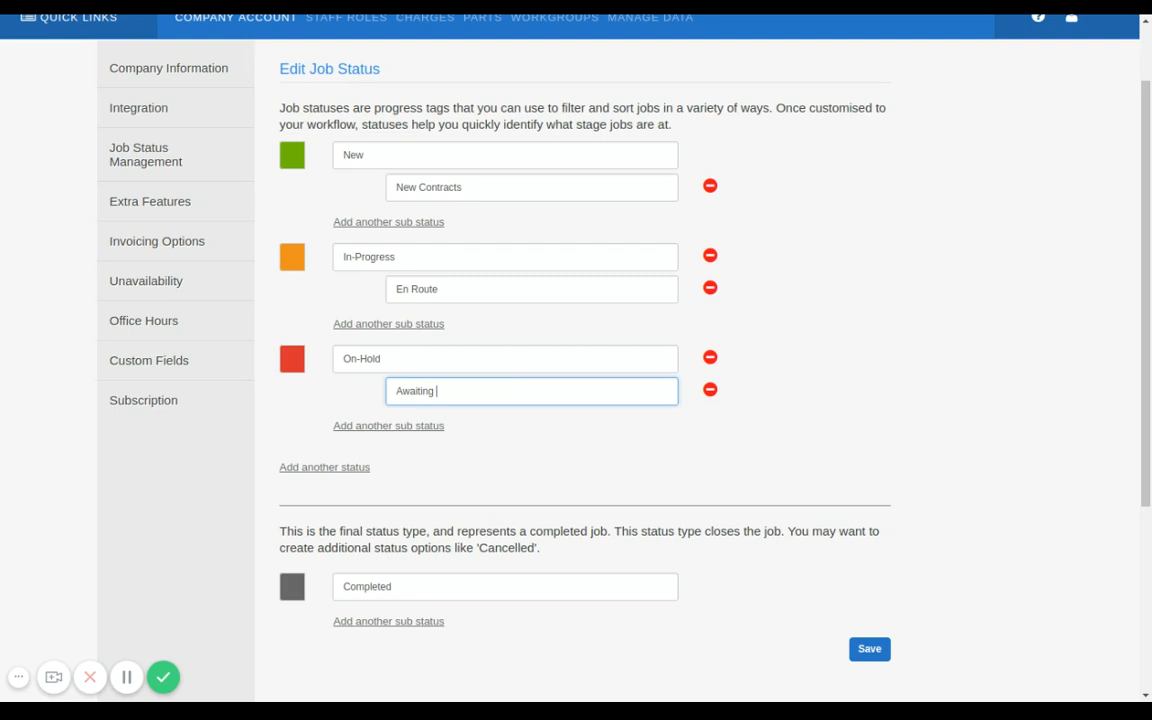 QUICK LINKS
COMPANY ACCOUNT STAFF ROLES CHARGES PARTS WORKGROUPS MANAGE DATA
?
Company Information
Integration
Job Status
Management
Extra Features
Invoicing Options
Unavailability
Office Hours
Custom Fields
Subscription
Edit Job Status
Job statuses are progress tags that you can use to filter and sort jobs in a variety of ways. Once customised to
your workflow, statuses help you quickly identify what stage jobs are at.
New
New Contracts
Add another sub status
In-Progress
En Route
Add another sub status
On-Hold
Awaiting
Add another sub status
Add another status
This is the final status type, and represents a completed job. This status type closes the job. You may want to
create additional status options like 'Cancelled'.
Completed
Add another sub status
Save